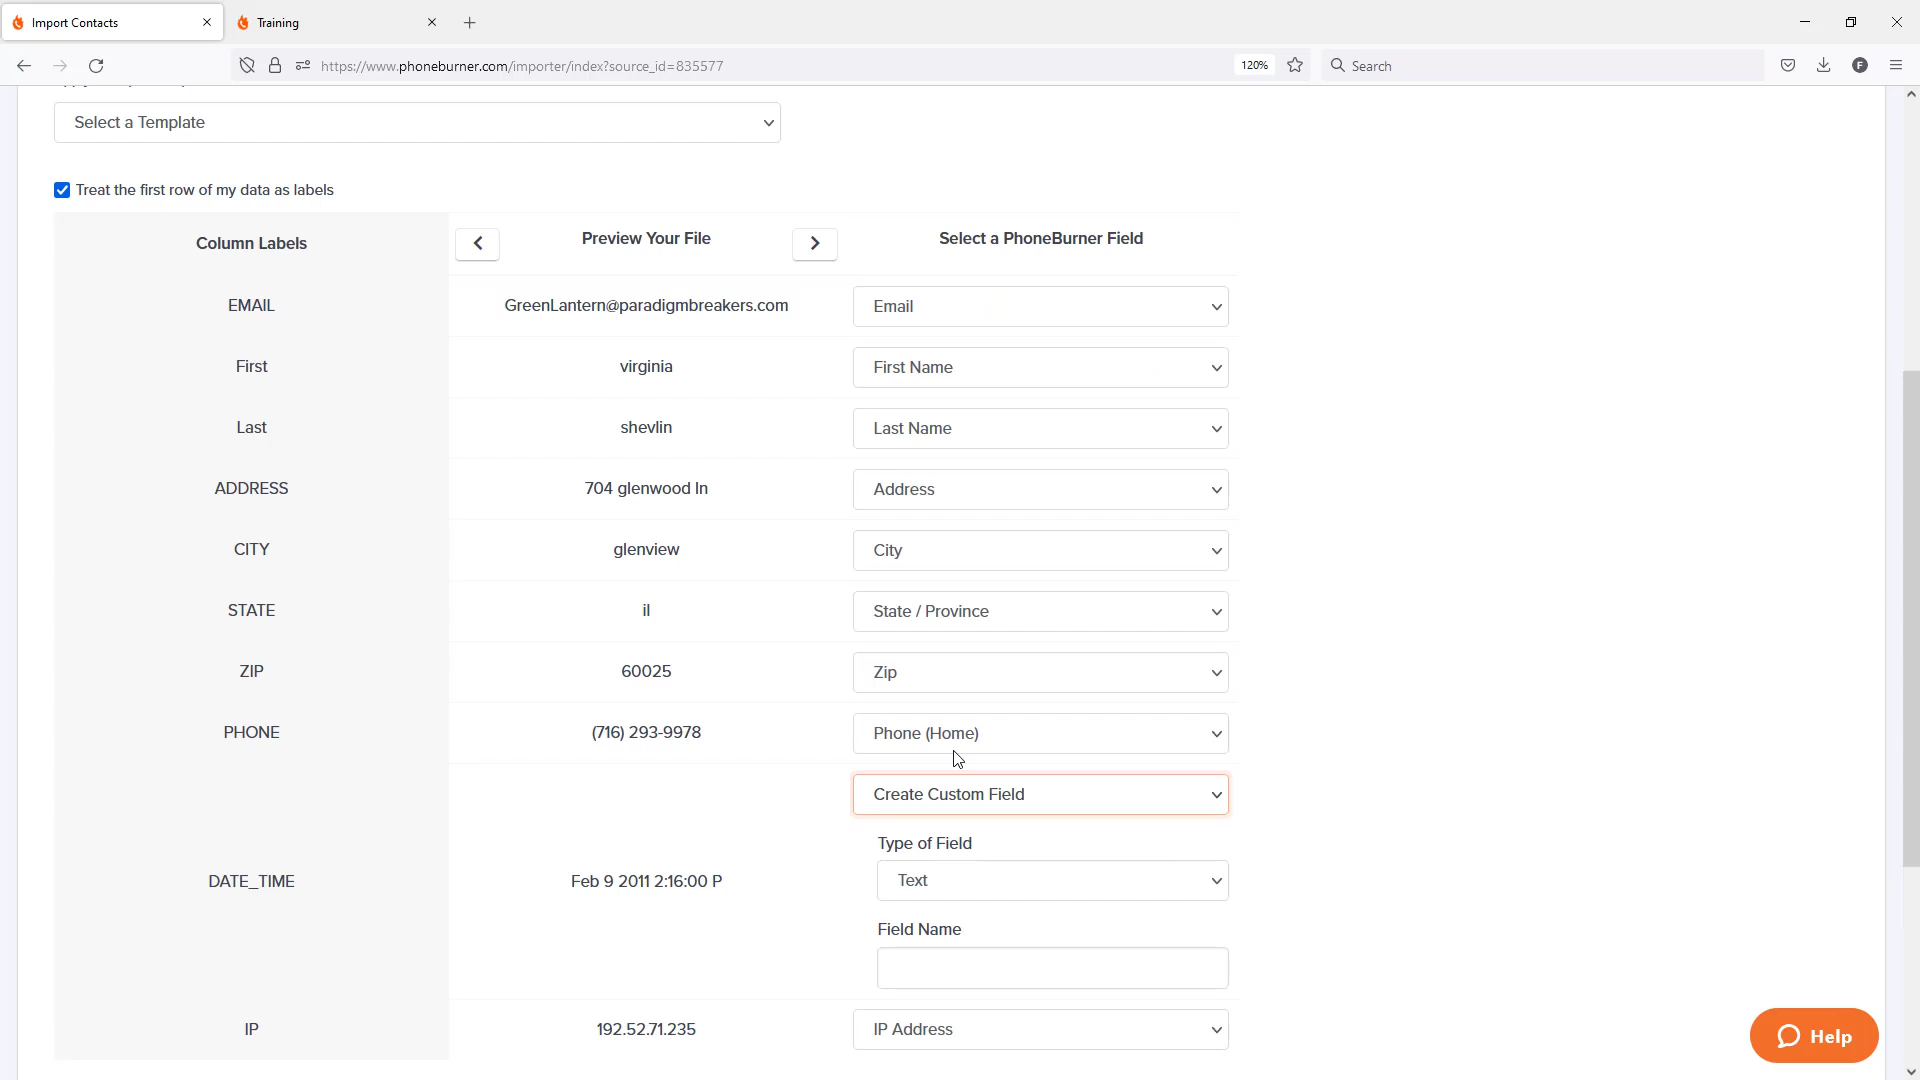 Import Contacts
Training
https://www.phoneburner.com/importer/index?source_id=835577
120%
Search
F
Select a Template
Treat the first row of my data as labels
Column Labels
Preview Your File
Select a PhoneBurner Field
EMAIL
GreenLantern@paradigmbreakers.com
Email
First
virginia
First Name
Last
shevlin
Last Name
ADDRESS
704 glenwood ln
Address
CITY
glenview
City
STATE
il
State / Province
ZIP
60025
Zip
PHONE
(716) 293-9978
Phone (Home)
Create Custom Field
Type of Field
DATE_TIME
Feb 9 2011 2:16:00 P
Text
Field Name
IP
192.52.71.235
IP Address
Help